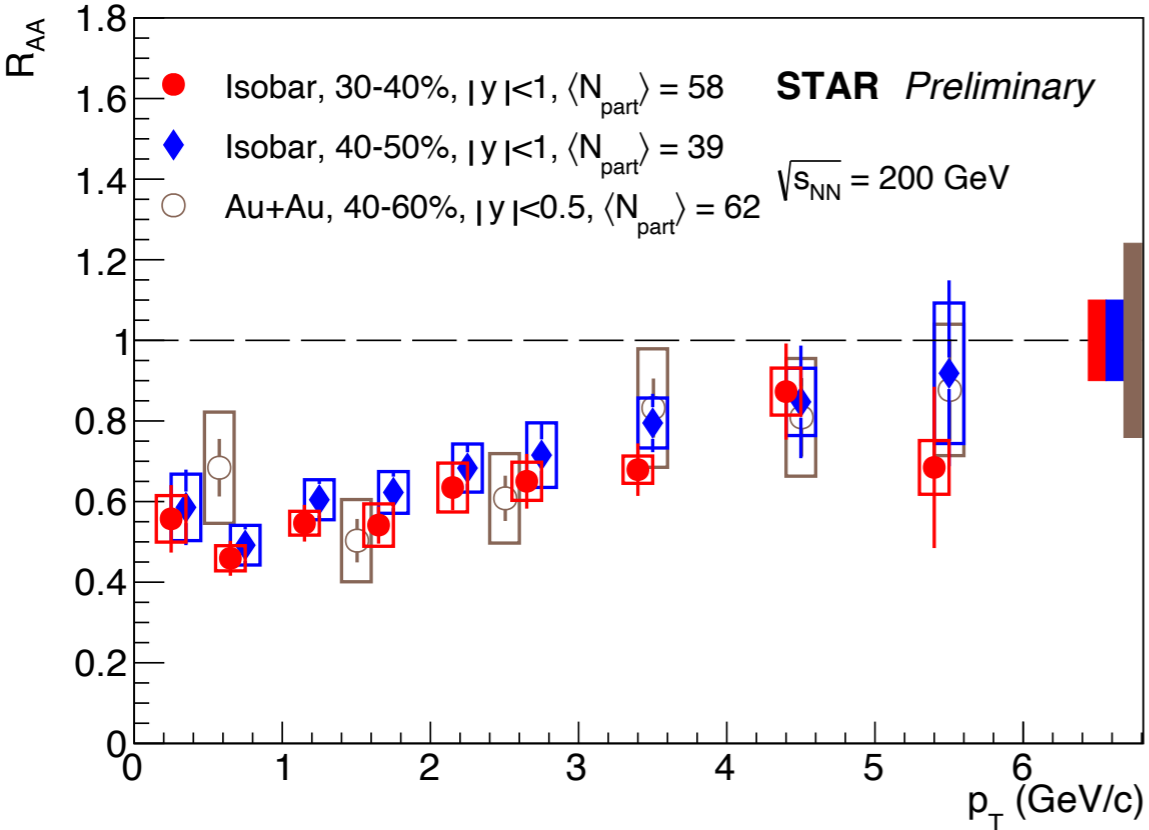 R_AA
1.8
1.6
1.4
1.2
1
0.8
0.6
0.4
0.2
0
Isobar, 30-40%, |y|<1, ⟨N_part⟩ = 58
Isobar, 40-50%, |y|<1, ⟨N_part⟩ = 39
Au+Au, 40-60%, |y|<0.5, ⟨N_part⟩ = 62
STAR Preliminary
√s_NN = 200 GeV
0 1 2 3 4 5 6
p_T (GeV/c)